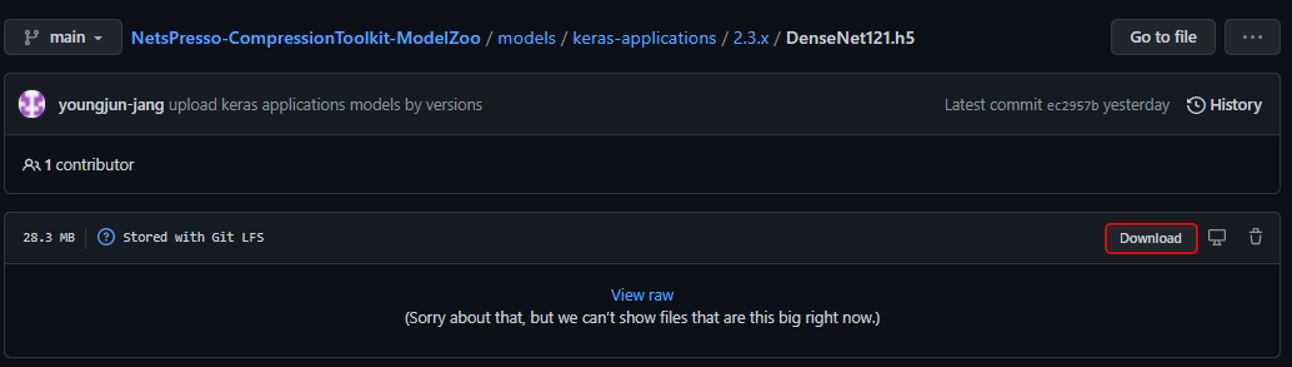 main NetsPresso-CompressionToolkit-ModelZoo / models / keras-applications / 2.3.x / DenseNet121.h5 Go to file ...
youngjun-jang upload keras applications models by versions Latest commit ec2957b yesterday History
1 contributor
28.3 MB ? Stored with Git LFS Download
View raw
(Sorry about that, but we can't show files that are this big right now.)